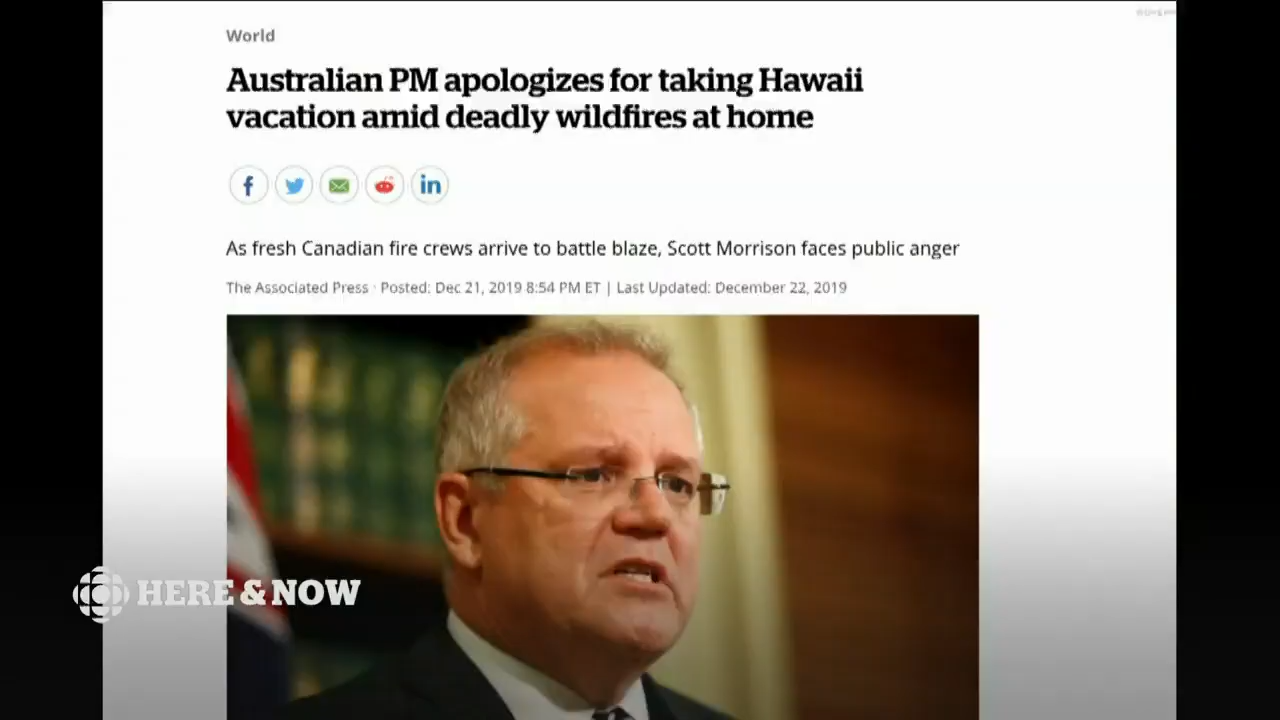 World
Australian PM apologizes for taking Hawaii
vacation amid deadly wildfires at home
As fresh Canadian fire crews arrive to battle blaze, Scott Morrison faces public anger
The Associated Press · Posted: Dec 21, 2019 8:54 PM ET | Last Updated: December 22, 2019
HERE & NOW